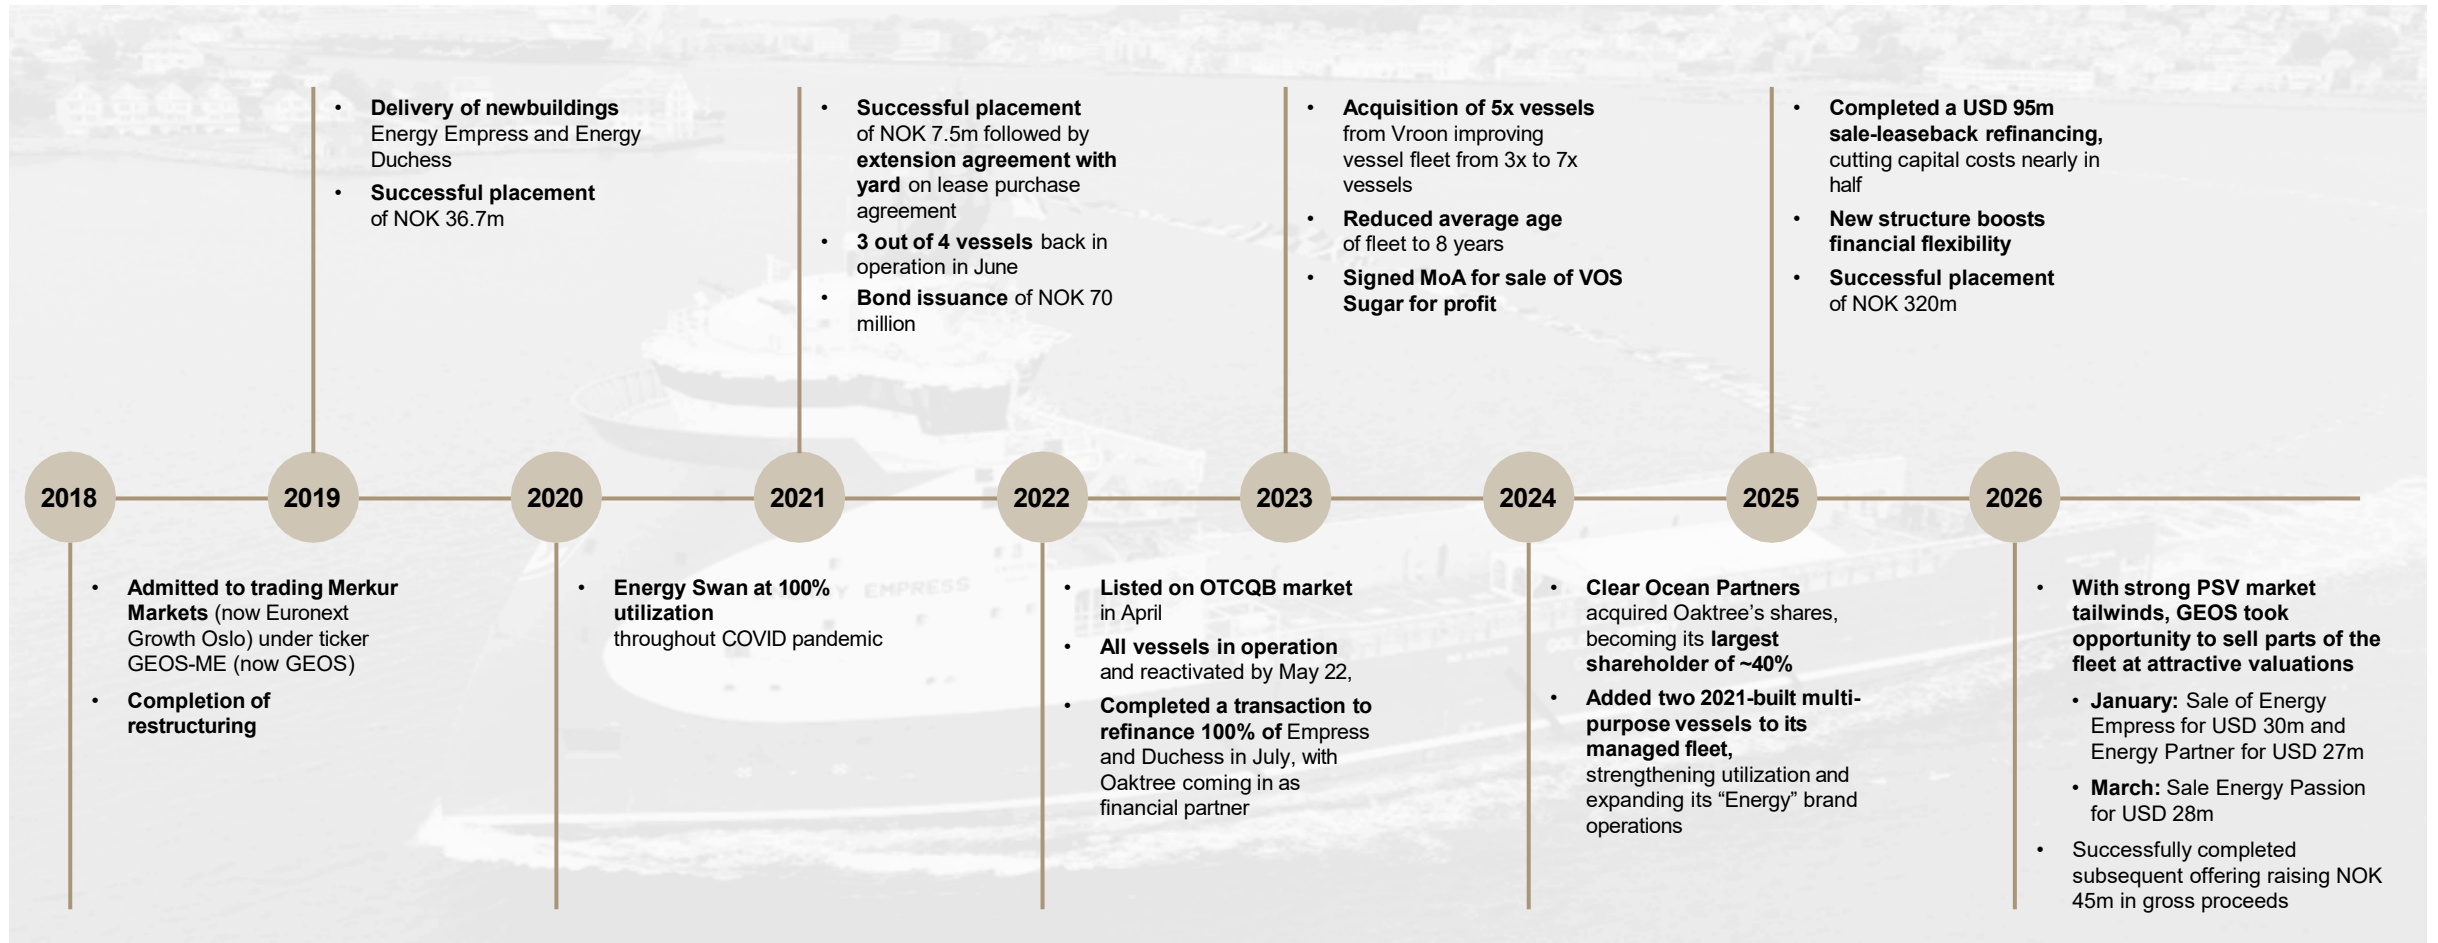 • Delivery of newbuildings
Energy Empress and Energy
Duchess
• Successful placement
of NOK 36.7m
• Successful placement
of NOK 7.5m followed by
extension agreement with
yard on lease purchase
agreement
• 3 out of 4 vessels back in
operation in June
• Bond issuance of NOK 70
million
• Acquisition of 5x vessels
from Vroon improving
vessel fleet from 3x to 7x
vessels
• Reduced average age
of fleet to 8 years
• Signed MoA for sale of VOS
Sugar for profit
• Completed a USD 95m
sale-leaseback refinancing,
cutting capital costs nearly in
half
• New structure boosts
financial flexibility
• Successful placement
of NOK 320m
2018
2019
2020
2021
2022
2023
2024
2025
2026
• Admitted to trading Merkur
Markets (now Euronext
Growth Oslo) under ticker
GEOS-ME (now GEOS)
• Completion of
restructuring
• Energy Swan at 100%
utilization
throughout COVID pandemic
EMPRESS
• Listed on OTCQB market
in April
• All vessels in operation
and reactivated by May 22,
• Completed a transaction to
refinance 100% of Empress
and Duchess in July, with
Oaktree coming in as
financial partner
• Clear Ocean Partners
acquired Oaktree’s shares,
becoming its largest
shareholder of ~40%
• Added two 2021-built multi-
purpose vessels to its
managed fleet,
strengthening utilization and
expanding its “Energy” brand
operations
• With strong PSV market
tailwinds, GEOS took
opportunity to sell parts of the
fleet at attractive valuations
• January: Sale of Energy
Empress for USD 30m and
Energy Partner for USD 27m
• March: Sale Energy Passion
for USD 28m
• Successfully completed
subsequent offering raising NOK
45m in gross proceeds